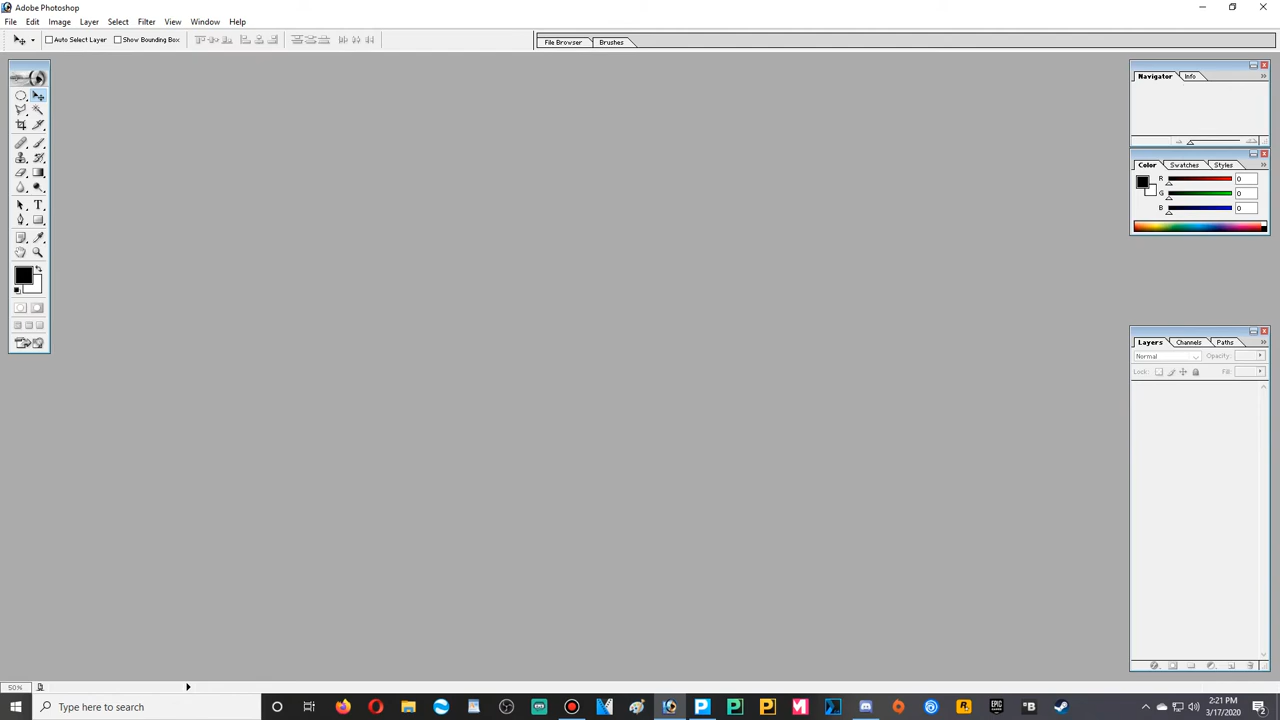 Adobe Photoshop
File Edit Image Layer Select Filter View Window Help
Auto Select Layer Show Bounding Box File Browser Brushes
Navigator Info
Color Swatches Styles
R 0
G 0
B 0
Layers Channels Paths
Normal Opacity:
Lock: Fill:
50%
Type here to search
2:21 PM
3/17/2020